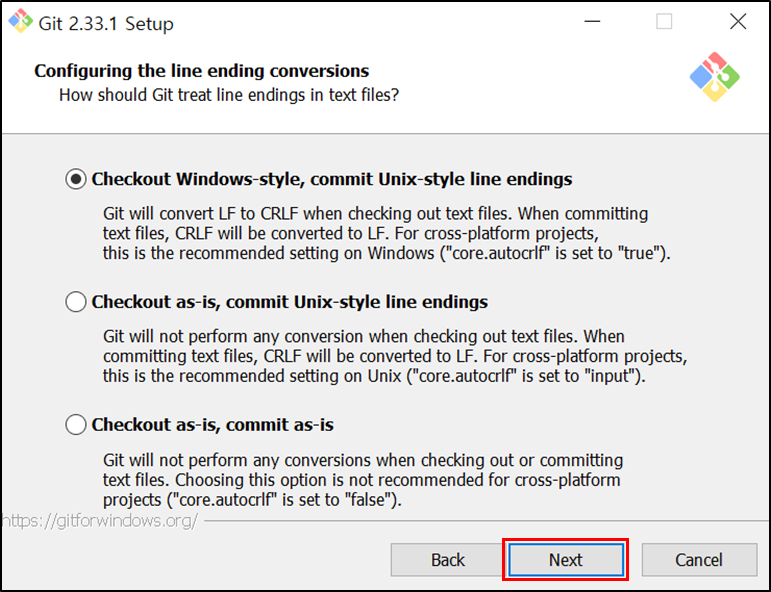 Git 2.33.1 Setup
Configuring the line ending conversions
How should Git treat line endings in text files?
Checkout Windows-style, commit Unix-style line endings
Git will convert LF to CRLF when checking out text files. When committing
text files, CRLF will be converted to LF. For cross-platform projects,
this is the recommended setting on Windows ("core.autocrlf" is set to "true").
Checkout as-is, commit Unix-style line endings
Git will not perform any conversion when checking out text files. When
committing text files, CRLF will be converted to LF. For cross-platform projects,
this is the recommended setting on Unix ("core.autocrlf" is set to "input").
Checkout as-is, commit as-is
Git will not perform any conversions when checking out or committing
text files. Choosing this option is not recommended for cross-platform
projects ("core.autocrlf" is set to "false").
https://gitforwindows.org/
Back Next Cancel